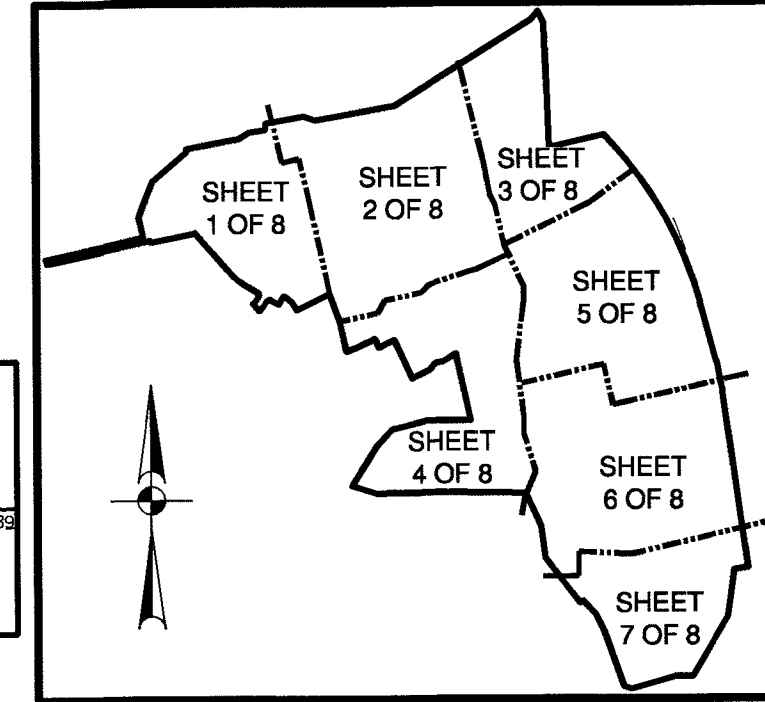 SHEET
1 OF 8
SHEET
2 OF 8
SHEET
3 OF 8
SHEET
4 OF 8
SHEET
5 OF 8
SHEET
6 OF 8
SHEET
7 OF 8